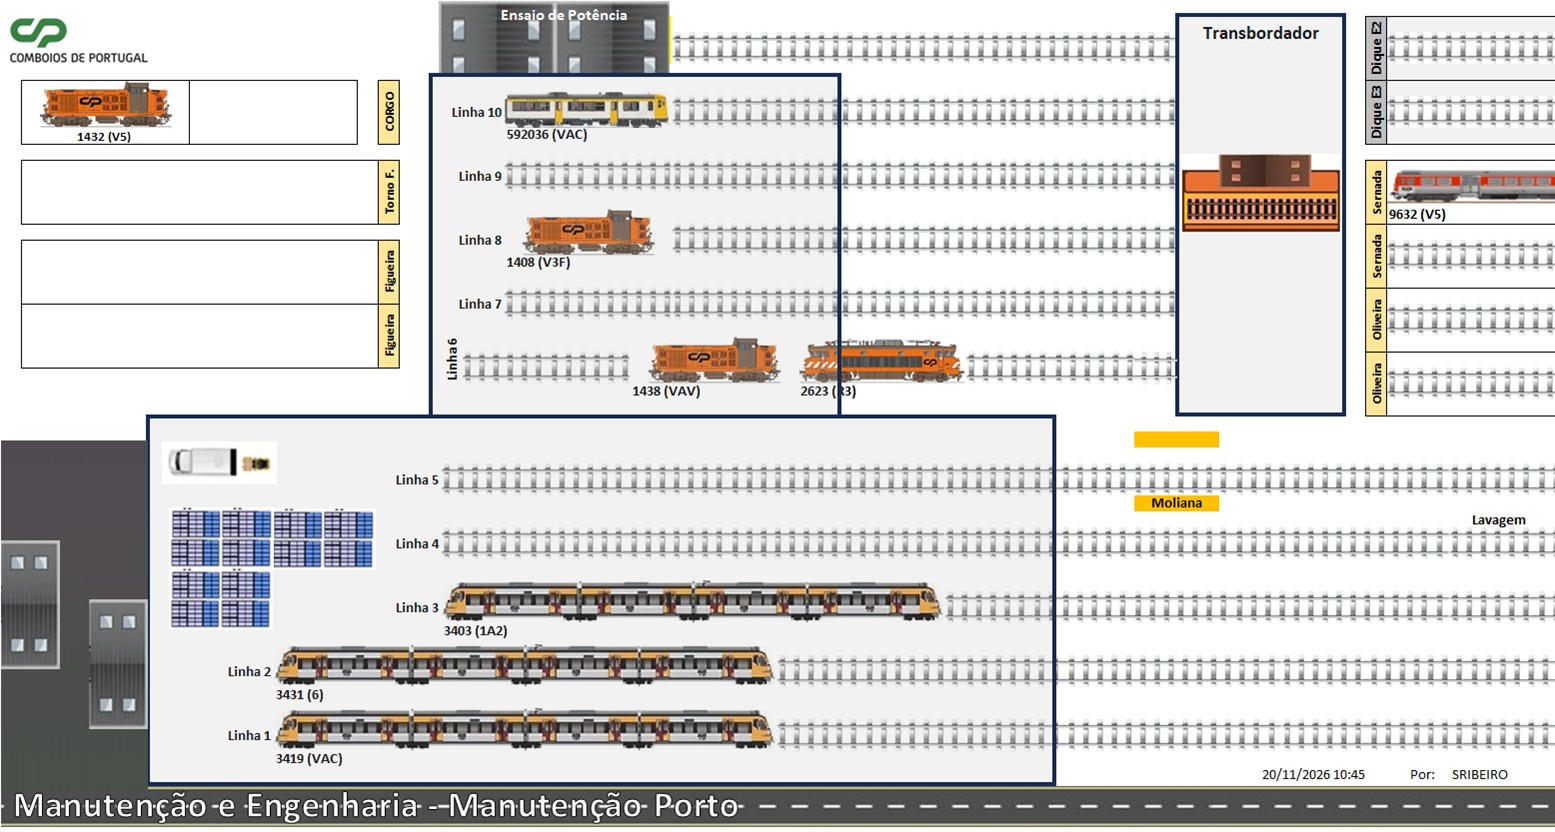 CP
COMBOIOS DE PORTUGAL
1432 (V5)
CORGO
Torno F.
Figueira
Figueira
Ensaio de Potência
Linha 10
592036 (VAC)
Linha 9
Linha 8
1408 (V3F)
Linha 7
Linha 6
1438 (VAV)
2623 (R3)
Transbordador
Dique E2
Dique E3
Sernada
9632 (V5)
Sernada
Oliveira
Oliveira
Linha 5
Moliana
Lavagem
Linha 4
Linha 3
3403 (1A2)
Linha 2
3431 (6)
Linha 1
3419 (VAC)
20/11/2026 10:45 Por: SRIBEIRO
Manutenção e Engenharia - Manutenção Porto